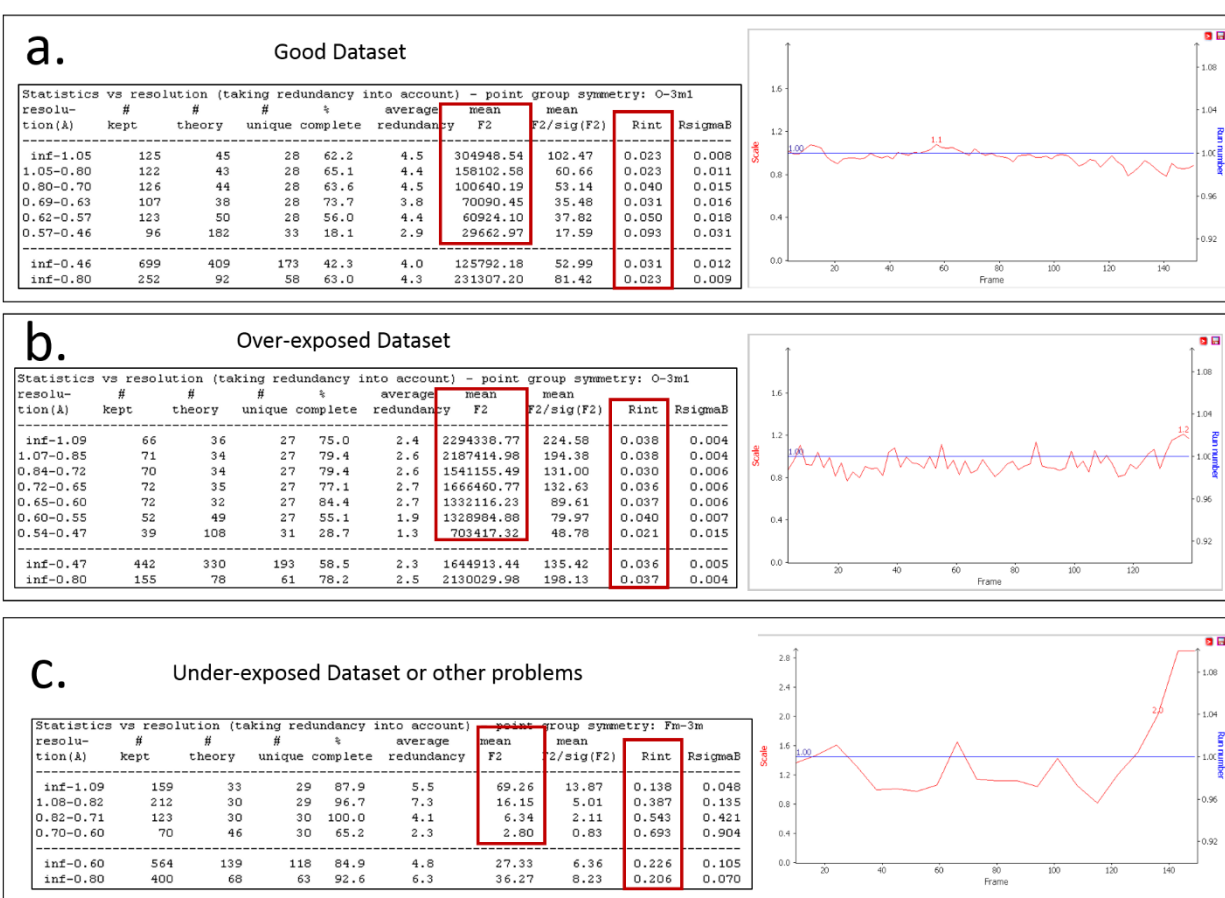 a.
Good Dataset
Statistics vs resolution (taking redundancy into account) - point group symmetry: O-3m1
resolu- # # # % average mean mean
tion(A) kept theory unique complete redundancy F2 F2/sig(F2) Rint RsigmaB
inf-1.05 125 45 28 62.2 4.5 304948.54 102.47 0.023 0.008
1.05-0.80 122 43 28 65.1 4.4 158102.58 60.66 0.023 0.011
0.80-0.70 126 44 28 63.6 4.5 100640.19 53.14 0.040 0.015
0.69-0.63 107 38 28 73.7 3.8 70090.45 35.48 0.031 0.016
0.62-0.57 123 50 28 56.0 4.4 60924.10 37.82 0.050 0.018
0.57-0.46 96 182 33 18.1 2.9 29662.97 17.59 0.093 0.031
inf-0.46 699 409 173 42.3 4.0 125792.18 52.99 0.031 0.012
inf-0.80 252 92 58 63.0 4.3 231307.20 81.42 0.023 0.009
1.6
1.2
0.8
0.4
0.0
Scale
1.00
1.1
1.08
1.04
1.00
0.96
0.92
Run number
20 40 60 80 100 120 140
Frame
b.
Over-exposed Dataset
Statistics vs resolution (taking redundancy into account) - point group symmetry: O-3m1
resolu- # # # % average mean mean
tion(A) kept theory unique complete redundancy F2 F2/sig(F2) Rint RsigmaB
inf-1.09 66 36 27 75.0 2.4 2294338.77 224.58 0.038 0.004
1.07-0.85 71 34 27 79.4 2.6 2187414.98 194.38 0.038 0.004
0.84-0.72 70 34 27 79.4 2.6 1541155.49 131.00 0.030 0.006
0.72-0.65 72 35 27 77.1 2.7 1666460.77 132.63 0.036 0.006
0.65-0.60 72 32 27 84.4 2.7 1332116.23 89.61 0.037 0.006
0.60-0.55 52 49 27 55.1 1.9 1328984.88 79.97 0.040 0.007
0.54-0.47 39 108 31 28.7 1.3 703417.32 48.78 0.021 0.015
inf-0.47 442 330 193 58.5 2.3 1644913.44 135.42 0.036 0.005
inf-0.80 155 78 61 78.2 2.5 2130029.98 198.13 0.037 0.004
1.6
1.2
0.8
0.4
0.0
Scale
1.00
1.2
1.08
1.04
1.00
0.96
0.92
Run number
20 40 60 80 100 120
Frame
c.
Under-exposed Dataset or other problems
Statistics vs resolution (taking redundancy into account) - point group symmetry: Fm-3m
resolu- # # # % average mean mean
tion(A) kept theory unique complete redundancy F2 F2/sig(F2) Rint RsigmaB
inf-1.09 159 33 29 87.9 5.5 69.26 13.87 0.138 0.048
1.08-0.82 212 30 29 96.7 7.3 16.15 5.01 0.387 0.135
0.82-0.71 123 30 30 100.0 4.1 6.34 2.11 0.543 0.421
0.70-0.60 70 46 30 65.2 2.3 2.80 0.83 0.693 0.904
inf-0.60 564 139 118 84.9 4.8 27.33 6.36 0.226 0.105
inf-0.80 400 68 63 92.6 6.3 36.27 8.23 0.206 0.070
2.8
2.4
2.0
1.6
1.2
0.8
0.4
0.0
Scale
1.00
2.0
1.08
1.04
1.00
0.96
0.92
Run number
20 40 60 80 100 120 140
Frame